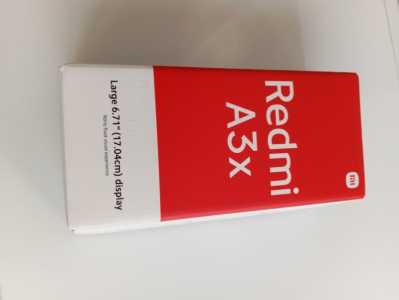 Redmi
A3x
mi
Large 6.71" (17.04cm) display